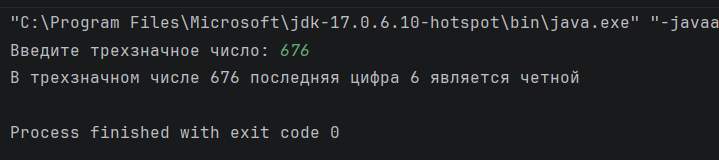 "C:\Program Files\Microsoft\jdk-17.0.6.10-hotspot\bin\java.exe" "-javaa
Введите трехзначное число: 676
В трехзначном числе 676 последняя цифра 6 является четной
Process finished with exit code 0